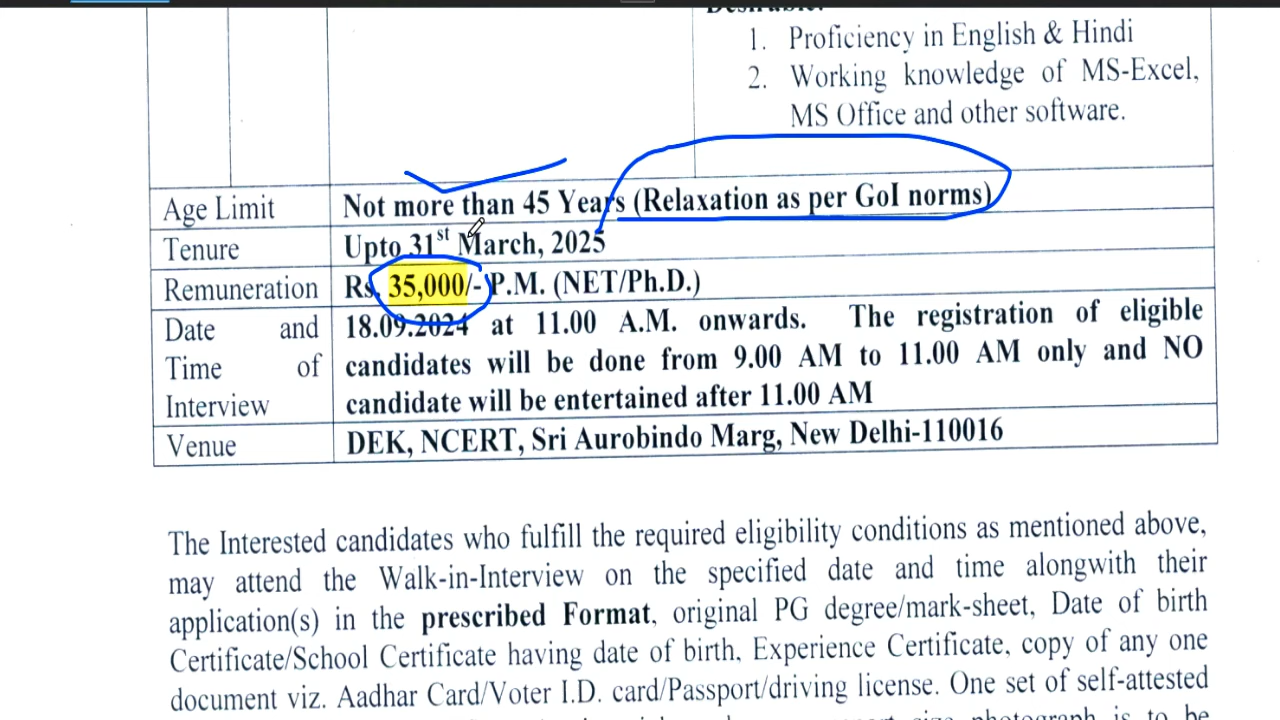 Desirable:
1. Proficiency in English & Hindi
2. Working knowledge of MS-Excel,
MS Office and other software.
Age Limit Not more than 45 Years (Relaxation as per GoI norms)
Tenure Upto 31st March, 2025
Remuneration Rs. 35,000/- P.M. (NET/Ph.D.)
Date and 18.09.2024 at 11.00 A.M. onwards. The registration of eligible
Time of candidates will be done from 9.00 AM to 11.00 AM only and NO
Interview candidate will be entertained after 11.00 AM
Venue DEK, NCERT, Sri Aurobindo Marg, New Delhi-110016
The Interested candidates who fulfill the required eligibility conditions as mentioned above,
may attend the Walk-in-Interview on the specified date and time alongwith their
application(s) in the prescribed Format, original PG degree/mark-sheet, Date of birth
Certificate/School Certificate having date of birth, Experience Certificate, copy of any one
document viz. Aadhar Card/Voter I.D. card/Passport/driving license. One set of self-attested
size photograph is to be